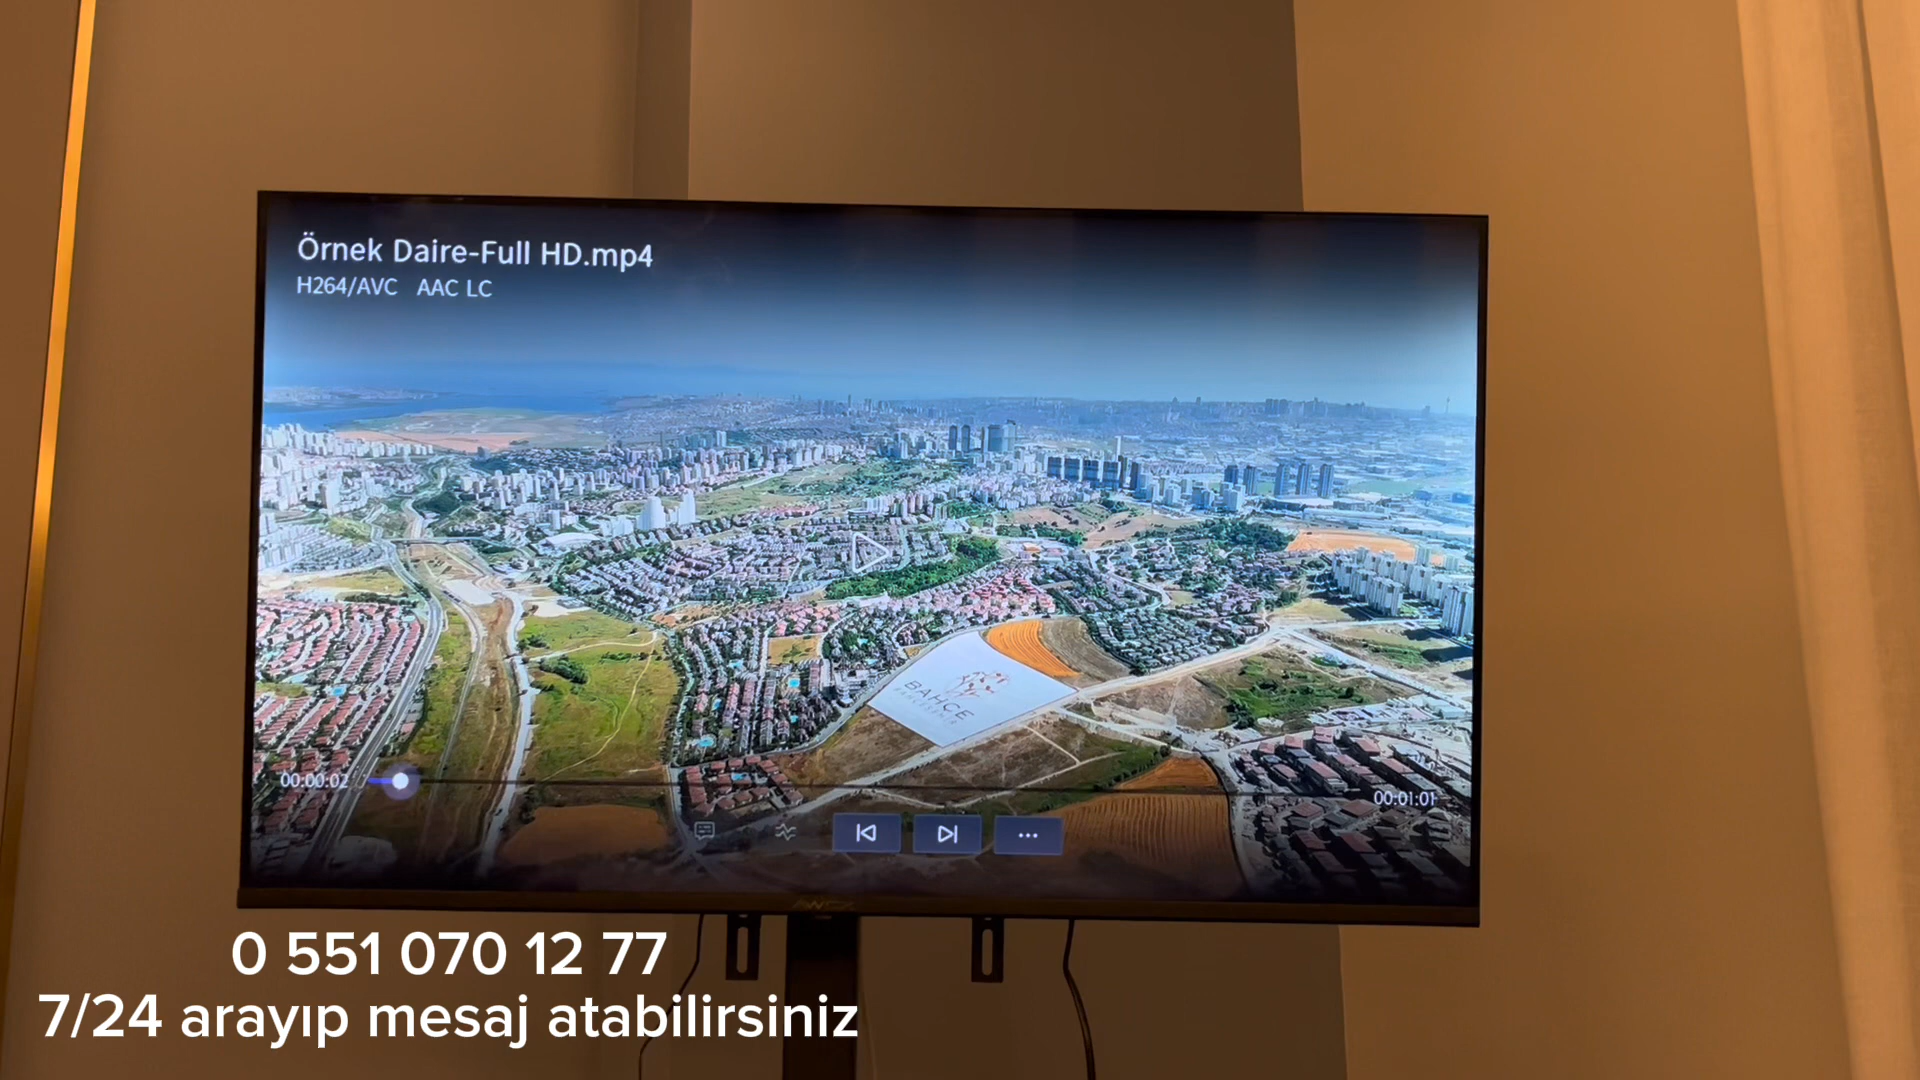 Örnek Daire-Full HD.mp4
H264/AVC AAC LC
BAHÇE
00:00:02
00:01:01
0 551 070 12 77
7/24 arayıp mesaj atabilirsiniz